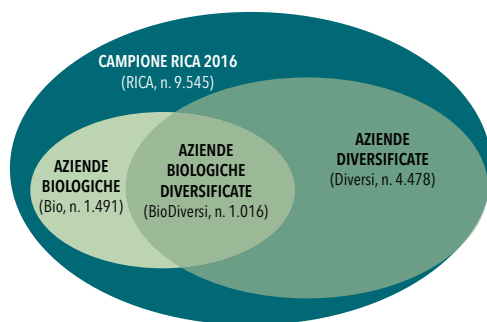 CAMPIONE RICA 2016
(RICA, n. 9.545)
AZIENDE
BIOLOGICHE
(Bio, n. 1.491)
AZIENDE
BIOLOGICHE
DIVERSIFICATE
(BioDiversi, n. 1.016)
AZIENDE
DIVERSIFICATE
(Diversi, n. 4.478)